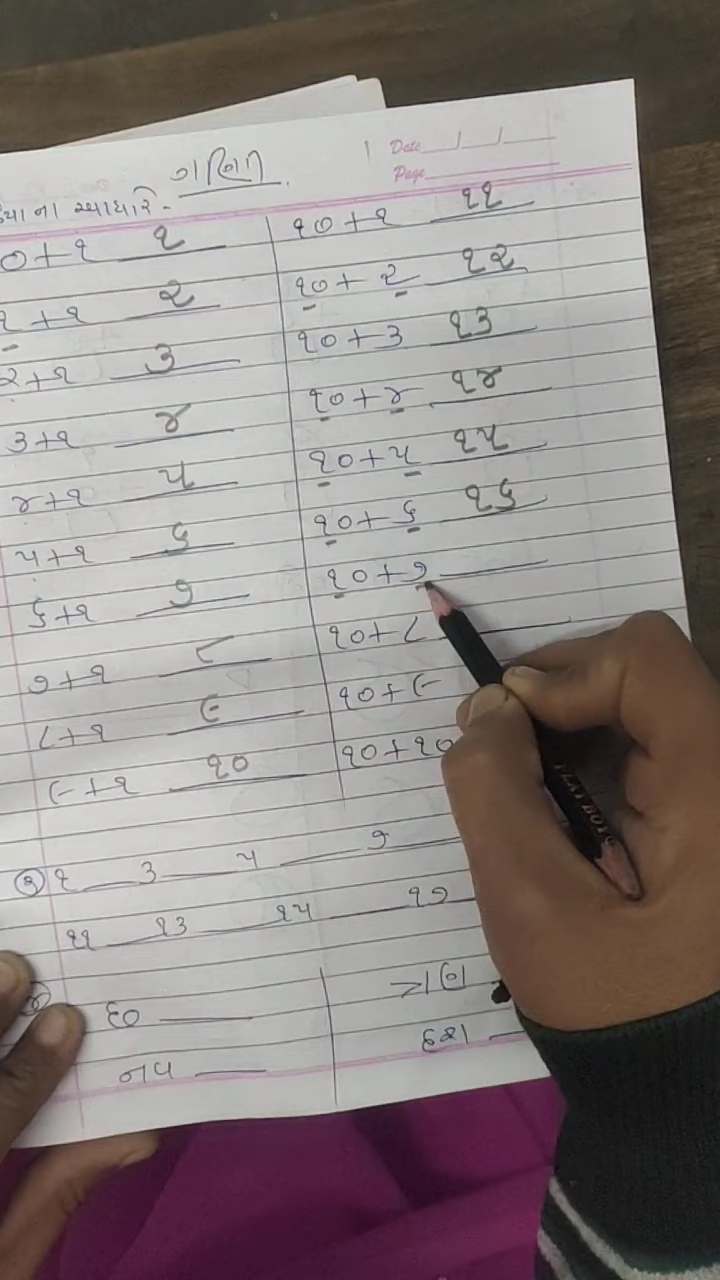 ગણિત
Date
Page
ના આધારે -
૦+૧ ૧
૧+૧ ૨
૨+૧ ૩
૩+૧ ૪
૪+૧ ૫
૫+૧ ૬
૬+૧ ૭
૭+૧ ૮
૮+૧ ૯
૯+૧ ૧૦
૧૦+૧ ૧૧
૧૦+૨ ૧૨
૧૦+૩ ૧૩
૧૦+૪ ૧૪
૧૦+૫ ૧૫
૧૦+૬ ૧૬
૧૦+૭
૧૦+૮
૧૦+૯
૧૦+૧૦
૧ ૩ ૫ ૭
૧૧ ૧૩ ૧૫ ૧૭
છ
નવ
દશ
PLAY BOY